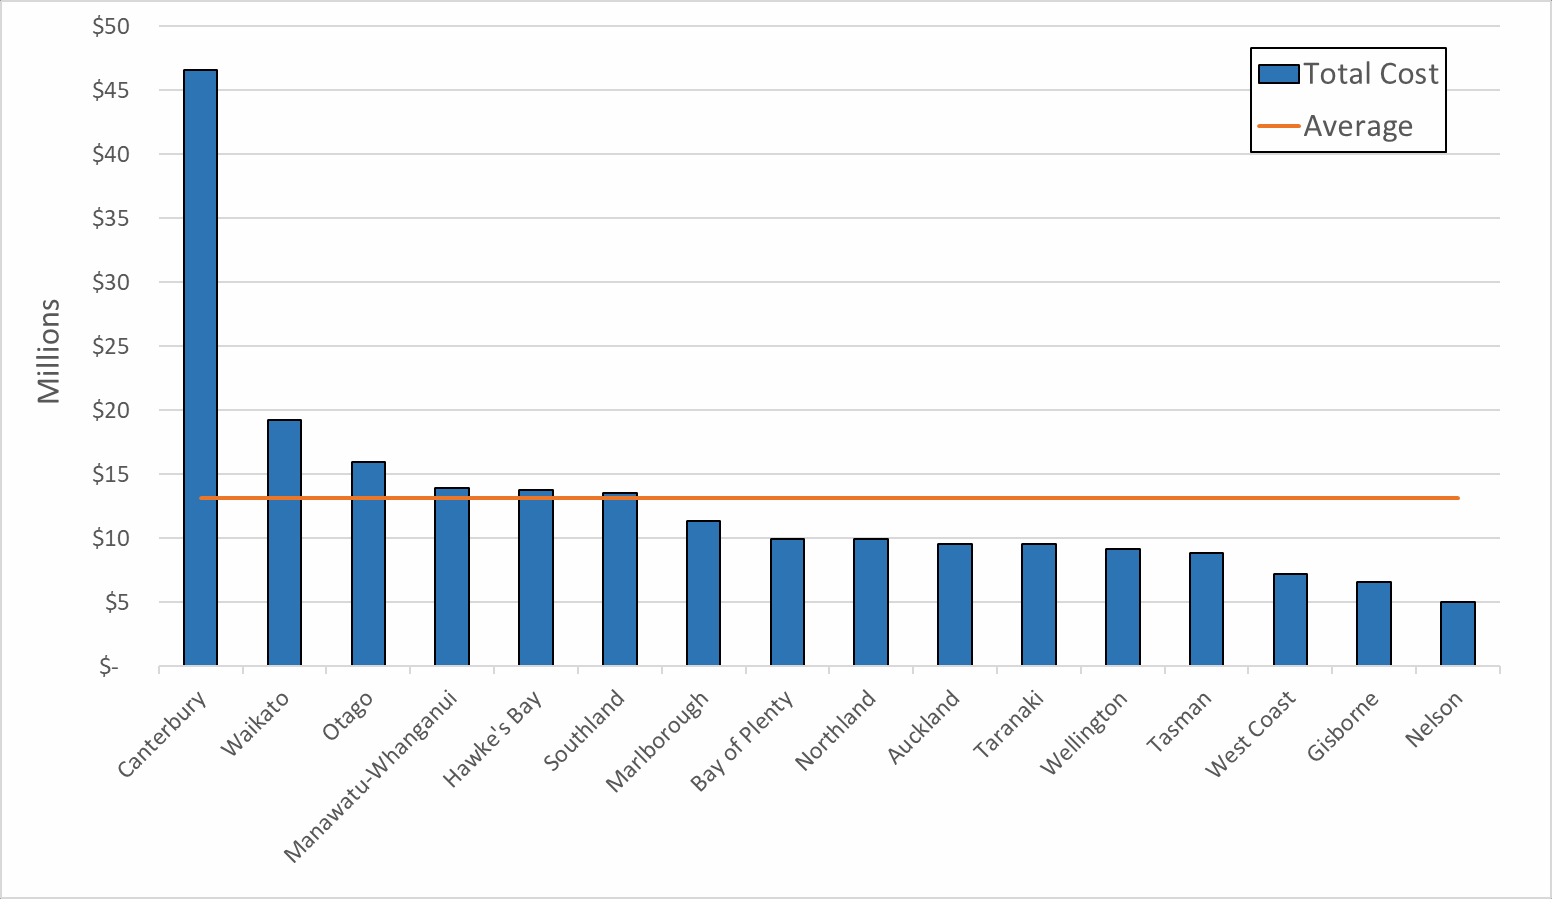 $50
$45
$40
$35
$30
$25
$20
$15
$10
$5
$-
Millions
Total Cost
Average
Canterbury
Waikato
Otago
Manawatu-Whanganui
Hawke's Bay
Southland
Marlborough
Bay of Plenty
Northland
Auckland
Taranaki
Wellington
Tasman
West Coast
Gisborne
Nelson